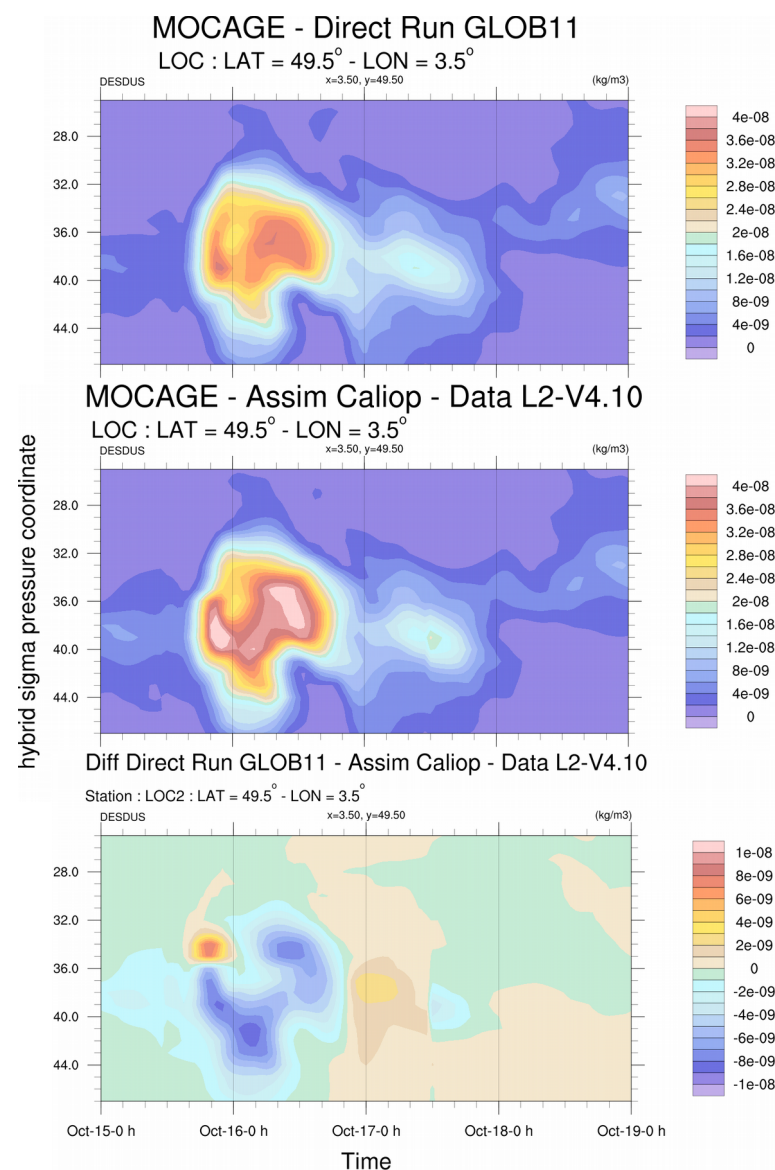 MOCAGE - Direct Run GLOB11
LOC : LAT = 49.5° - LON = 3.5°
DESDUS x=3.50, y=49.50 (kg/m3)
28.0
32.0
36.0
40.0
44.0
4e-08
3.6e-08
3.2e-08
2.8e-08
2.4e-08
2e-08
1.6e-08
1.2e-08
8e-09
4e-09
0
MOCAGE - Assim Caliop - Data L2-V4.10
LOC : LAT = 49.5° - LON = 3.5°
DESDUS x=3.50, y=49.50 (kg/m3)
hybrid sigma pressure coordinate
28.0
32.0
36.0
40.0
44.0
4e-08
3.6e-08
3.2e-08
2.8e-08
2.4e-08
2e-08
1.6e-08
1.2e-08
8e-09
4e-09
0
Diff Direct Run GLOB11 - Assim Caliop - Data L2-V4.10
Station : LOC2 : LAT = 49.5° - LON = 3.5°
DESDUS x=3.50, y=49.50 (kg/m3)
28.0
32.0
36.0
40.0
44.0
1e-08
8e-09
6e-09
4e-09
2e-09
0
-2e-09
-4e-09
-6e-09
-8e-09
-1e-08
Oct-15-0 h Oct-16-0 h Oct-17-0 h Oct-18-0 h Oct-19-0 h
Time